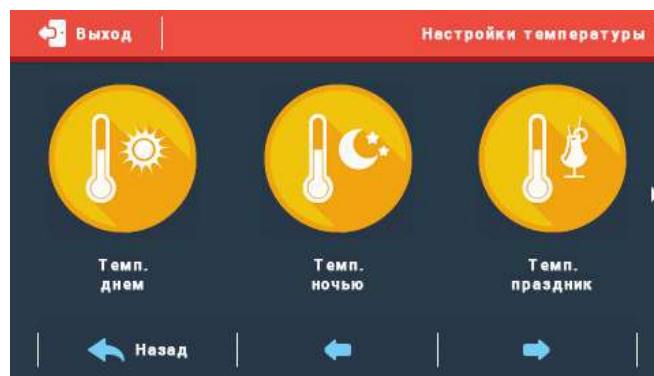 Выход
Настройки температуры
Темп.
днем
Темп.
ночью
Темп.
праздник
Назад